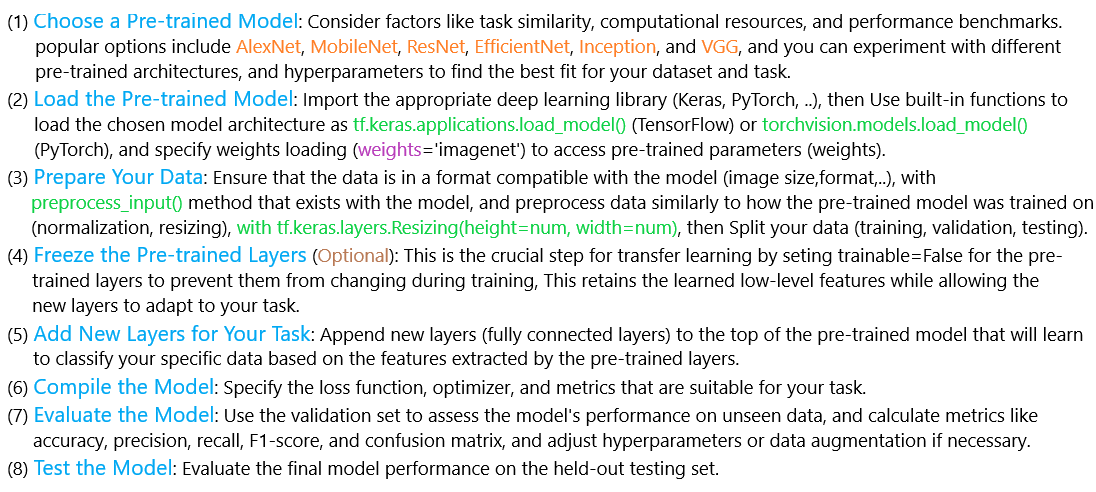 (1) Choose a Pre-trained Model: Consider factors like task similarity, computational resources, and performance benchmarks.
popular options include AlexNet, MobileNet, ResNet, EfficientNet, Inception, and VGG, and you can experiment with different
pre-trained architectures, and hyperparameters to find the best fit for your dataset and task.
(2) Load the Pre-trained Model: Import the appropriate deep learning library (Keras, PyTorch, ..), then Use built-in functions to
load the chosen model architecture as tf.keras.applications.load_model() (TensorFlow) or torchvision.models.load_model()
(PyTorch), and specify weights loading (weights='imagenet') to access pre-trained parameters (weights).
(3) Prepare Your Data: Ensure that the data is in a format compatible with the model (image size,format,..), with
preprocess_input() method that exists with the model, and preprocess data similarly to how the pre-trained model was trained on
(normalization, resizing), with tf.keras.layers.Resizing(height=num, width=num), then Split your data (training, validation, testing).
(4) Freeze the Pre-trained Layers (Optional): This is the crucial step for transfer learning by seting trainable=False for the pre-
trained layers to prevent them from changing during training, This retains the learned low-level features while allowing the
new layers to adapt to your task.
(5) Add New Layers for Your Task: Append new layers (fully connected layers) to the top of the pre-trained model that will learn
to classify your specific data based on the features extracted by the pre-trained layers.
(6) Compile the Model: Specify the loss function, optimizer, and metrics that are suitable for your task.
(7) Evaluate the Model: Use the validation set to assess the model's performance on unseen data, and calculate metrics like
accuracy, precision, recall, F1-score, and confusion matrix, and adjust hyperparameters or data augmentation if necessary.
(8) Test the Model: Evaluate the final model performance on the held-out testing set.